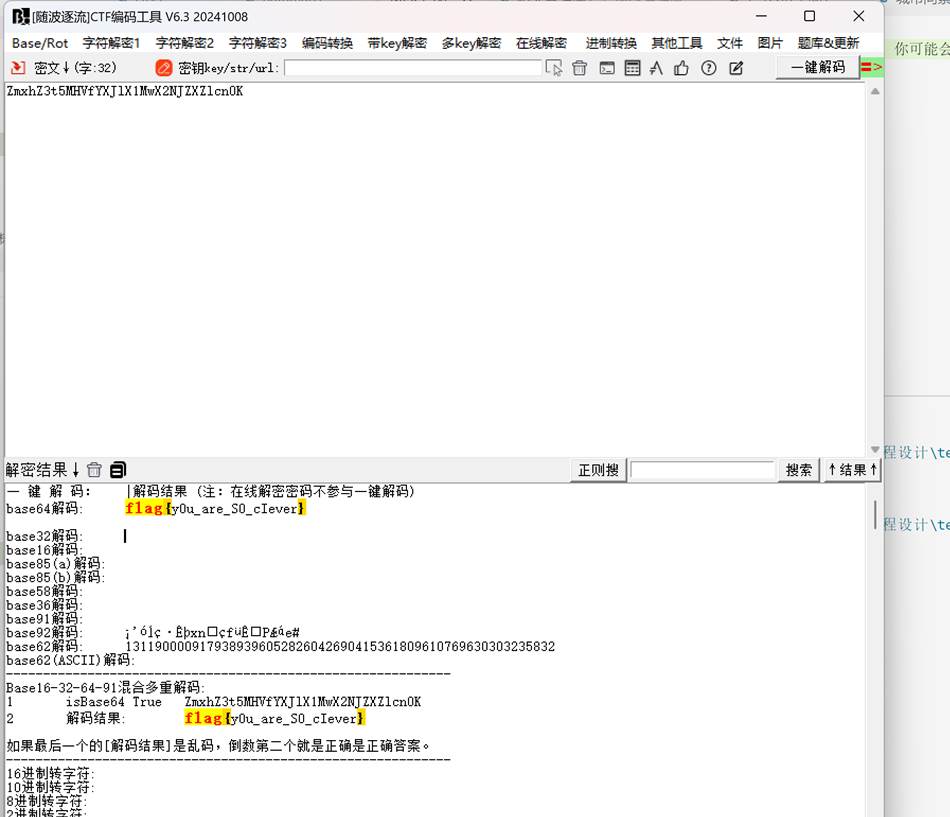 [随波逐流]CTF编码工具 V6.3 20241008
城市间景
Base/Rot 字符解密1 字符解密2 字符解密3 编码转换 带key解密 多key解密 在线解密 进制转换 其他工具 文件 图片 题库&更新
你可能会
密文↓(字:32) 密钥key/str/url: 一键解码 =>
ZmxhZ3t5MHVfYXJlX1MwX2NJZXZlcn0K
程设计\te
解密结果↓ 正则搜 搜索 ↑结果↑
一 键 解 码: |解码结果 (注: 在线解密密码不参与一键解码)
base64解码: flag{y0u_are_S0_cIever}
程设计\te
base32解码:
base16解码:
base85(a)解码:
base85(b)解码:
base58解码:
base36解码:
base91解码:
base92解码:
base62解码: 1311900009179389396052826042690415361809610769630303235832
base62(ASCII)解码:
------------------------------------------------------------
Base16-32-64-91混合多重解码:
1 isBase64 True ZmxhZ3t5MHVfYXJlX1MwX2NJZXZlcn0K
2 解码结果: flag{y0u_are_S0_cIever}
如果最后一个的[解码结果]是乱码，倒数第二个就是正确是正确答案。
------------------------------------------------------------
16进制转字符:
10进制转字符:
8进制转字符:
2进制转字符: